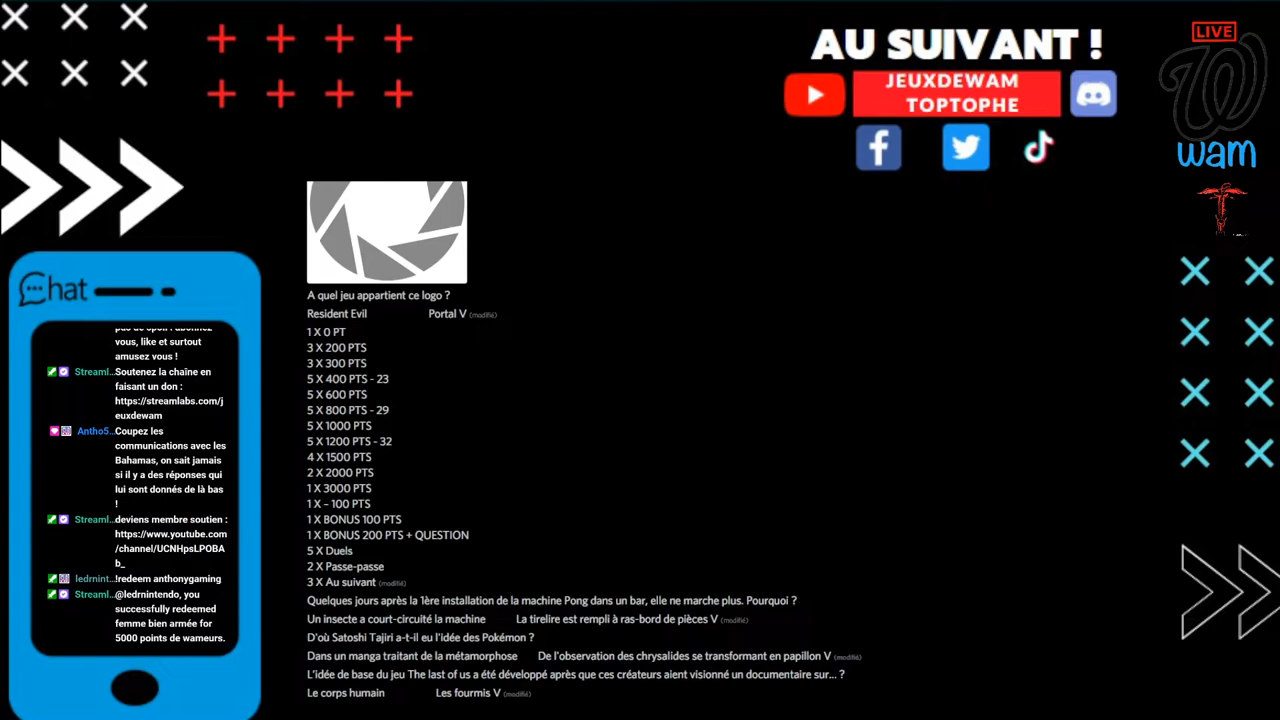 AU SUIVANT !
JEUXDEWAM
TOPTOPHE
LIVE
W
wam
Chat
pas de spoil ! abonnez
vous, like et surtout
amusez vous !
Streaml... Soutenez la chaîne en
faisant un don :
https://streamlabs.com/j
euxdewam
Antho5... Coupez les
communications avec les
Bahamas, on sait jamais
si il y a des réponses qui
lui sont donnés de là bas
!
Streaml... deviens membre soutien :
https://www.youtube.com
/channel/UCNHpsLPOBA
b_
ledrnint... !redeem anthonygaming
Streaml... @ledrnintendo, you
successfully redeemed
femme bien armée for
5000 points de wameurs.
A quel jeu appartient ce logo ?
Resident Evil Portal V (modifié)
1 X 0 PT
3 X 200 PTS
3 X 300 PTS
5 X 400 PTS - 23
5 X 600 PTS
5 X 800 PTS - 29
5 X 1000 PTS
5 X 1200 PTS - 32
4 X 1500 PTS
2 X 2000 PTS
1 X 3000 PTS
1 X – 100 PTS
1 X BONUS 100 PTS
1 X BONUS 200 PTS + QUESTION
5 X Duels
2 X Passe-passe
3 X Au suivant (modifié)
Quelques jours après la 1ère installation de la machine Pong dans un bar, elle ne marche plus. Pourquoi ?
Un insecte a court-circuité la machine La tirelire est rempli à ras-bord de pièces V (modifié)
D'où Satoshi Tajiri a-t-il eu l'idée des Pokémon ?
Dans un manga traitant de la métamorphose De l'observation des chrysalides se transformant en papillon V (modifié)
L'idée de base du jeu The last of us a été développé après que ces créateurs aient visionné un documentaire sur... ?
Le corps humain Les fourmis V (modifié)